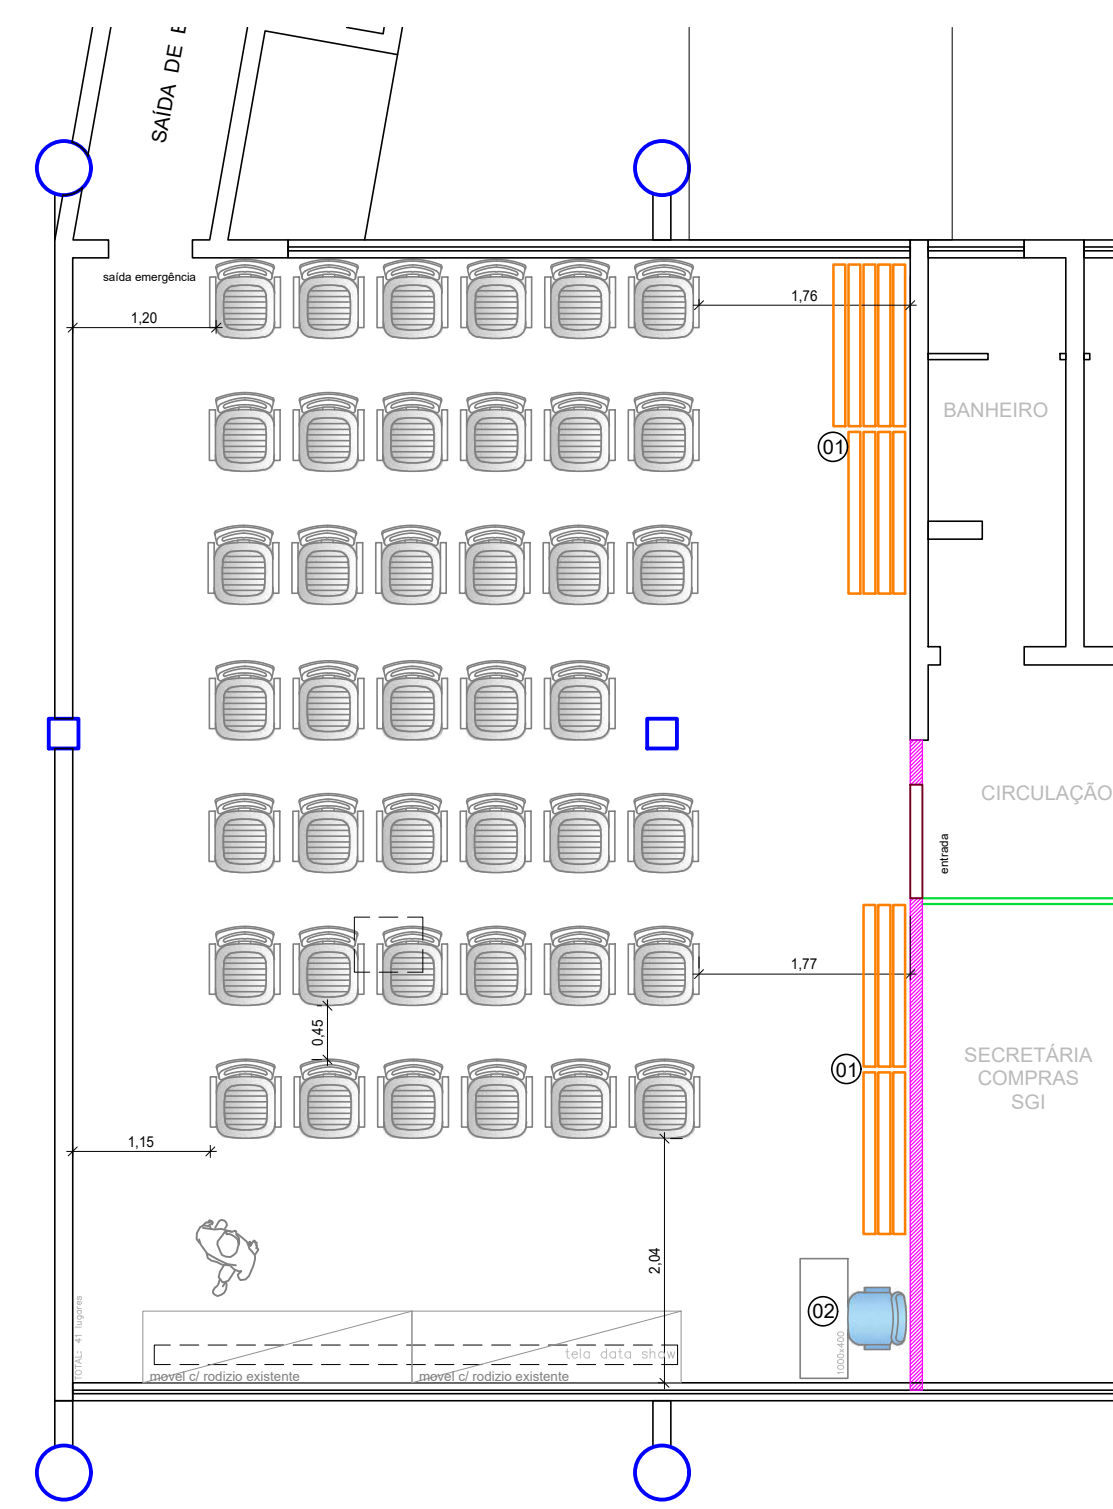 SAÍDA DE
saída emergência
1,20
1,76
BANHEIRO
01
CIRCULAÇÃO
entrada
1,77
0,45
SECRETÁRIA
COMPRAS
SGI
01
1,15
2,04
02
1000x400
TOTAL: 41 lugares
tela data show
movel c/ rodizio existente
movel c/ rodizio existente